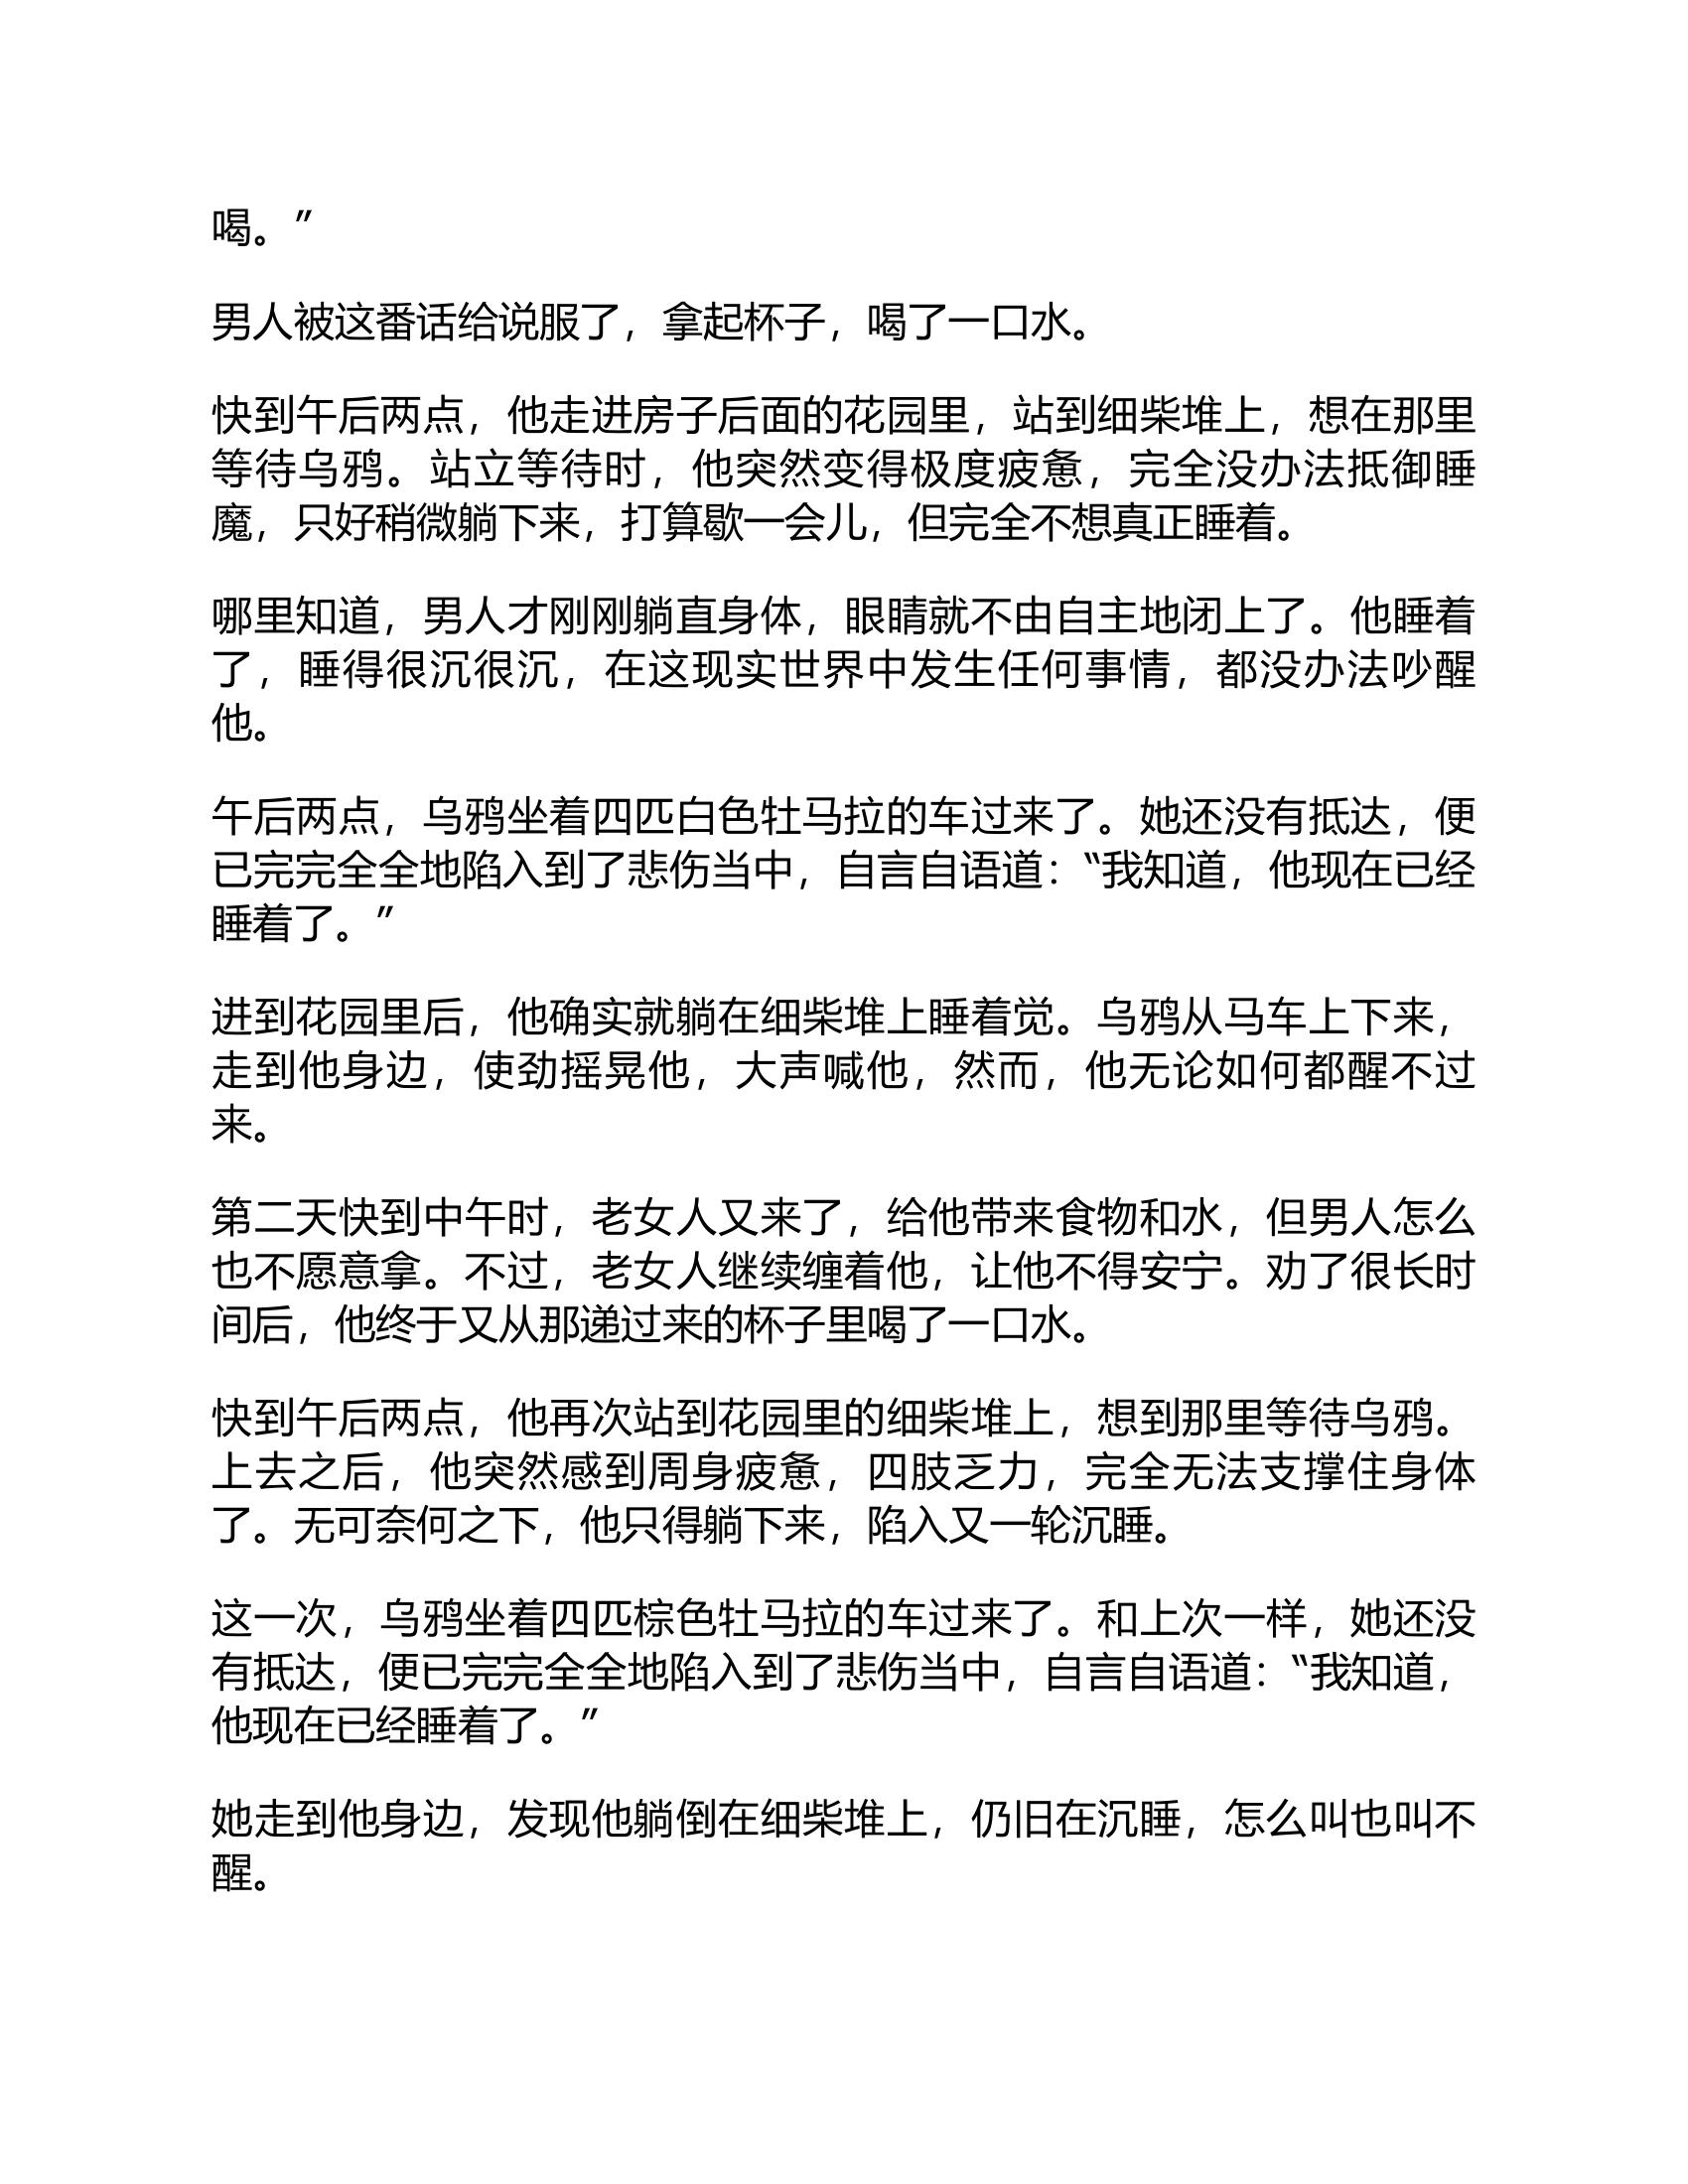 喝。”
男人被这番话给说服了，拿起杯子，喝了一口水。
快到午后两点，他走进房子后面的花园里，站到细柴堆上，想在那里
等待乌鸦。站立等待时，他突然变得极度疲惫，完全没办法抵御睡
魔，只好稍微躺下来，打算歇一会儿，但完全不想真正睡着。
哪里知道，男人才刚刚躺直身体，眼睛就不由自主地闭上了。他睡着
了，睡得很沉很沉，在这现实世界中发生任何事情，都没办法吵醒
他。
午后两点，乌鸦坐着四匹白色牡马拉的车过来了。她还没有抵达，便
已完完全全地陷入到了悲伤当中，自言自语道：“我知道，他现在已经
睡着了。”
进到花园里后，他确实就躺在细柴堆上睡着觉。乌鸦从马车上下来，
走到他身边，使劲摇晃他，大声喊他，然而，他无论如何都醒不过
来。
第二天快到中午时，老女人又来了，给他带来食物和水，但男人怎么
也不愿意拿。不过，老女人继续缠着他，让他不得安宁。劝了很长时
间后，他终于又从那递过来的杯子里喝了一口水。
快到午后两点，他再次站到花园里的细柴堆上，想到那里等待乌鸦。
上去之后，他突然感到周身疲惫，四肢乏力，完全无法支撑住身体
了。无可奈何之下，他只得躺下来，陷入又一轮沉睡。
这一次，乌鸦坐着四匹棕色牡马拉的车过来了。和上次一样，她还没
有抵达，便已完完全全地陷入到了悲伤当中，自言自语道：“我知道，
他现在已经睡着了。”
她走到他身边，发现他躺倒在细柴堆上，仍旧在沉睡，怎么叫也叫不
醒。